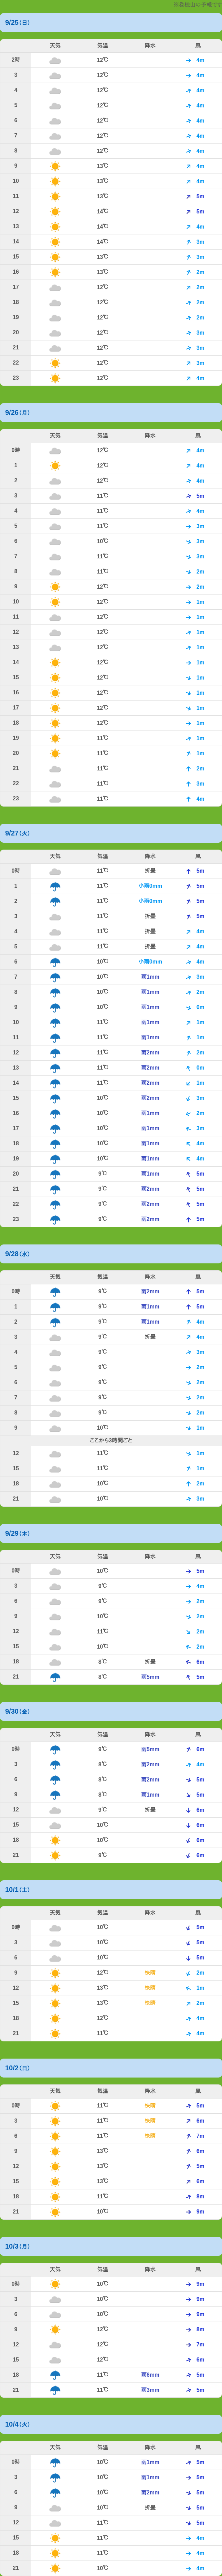 ※磐梯山の予報です
9/25(日)
天気 気温 降水 風
2時 12℃ 4m
3 12℃ 4m
4 12℃ 4m
5 12℃ 4m
6 12℃ 4m
7 12℃ 4m
8 12℃ 4m
9 13℃ 4m
10 13℃ 4m
11 13℃ 5m
12 14℃ 5m
13 14℃ 4m
14 14℃ 3m
15 13℃ 3m
16 13℃ 2m
17 12℃ 2m
18 12℃ 2m
19 12℃ 2m
20 12℃ 3m
21 12℃ 3m
22 12℃ 3m
23 12℃ 4m
9/26(月)
天気 気温 降水 風
0時 12℃ 4m
1 12℃ 4m
2 12℃ 4m
3 11℃ 5m
4 11℃ 4m
5 11℃ 3m
6 10℃ 3m
7 11℃ 3m
8 11℃ 2m
9 12℃ 2m
10 12℃ 1m
11 12℃ 1m
12 12℃ 1m
13 12℃ 1m
14 12℃ 1m
15 12℃ 1m
16 12℃ 1m
17 12℃ 1m
18 12℃ 1m
19 11℃ 1m
20 11℃ 1m
21 11℃ 2m
22 11℃ 3m
23 11℃ 4m
9/27(火)
天気 気温 降水 風
0時 11℃ 折曇 5m
1 11℃ 小雨0mm 5m
2 11℃ 小雨0mm 5m
3 11℃ 折曇 5m
4 11℃ 折曇 4m
5 11℃ 折曇 4m
6 10℃ 小雨0mm 4m
7 10℃ 雨1mm 3m
8 10℃ 雨1mm 2m
9 10℃ 雨1mm 0m
10 10℃ 雨1mm 1m
11 11℃ 雨1mm 1m
12 11℃ 雨2mm 2m
13 11℃ 雨2mm 0m
14 11℃ 雨2mm 1m
15 10℃ 雨2mm 3m
16 10℃ 雨1mm 2m
17 10℃ 雨1mm 3m
18 10℃ 雨1mm 4m
19 10℃ 雨1mm 4m
20 9℃ 雨1mm 5m
21 9℃ 雨2mm 5m
22 9℃ 雨2mm 5m
23 9℃ 雨2mm 5m
9/28(水)
天気 気温 降水 風
0時 9℃ 雨2mm 5m
1 9℃ 雨1mm 5m
2 9℃ 雨1mm 4m
3 9℃ 折曇 4m
4 9℃ 3m
5 9℃ 2m
6 9℃ 2m
7 9℃ 2m
8 9℃ 2m
9 10℃ 1m
ここから3時間ごと
12 11℃ 1m
15 11℃ 1m
18 10℃ 2m
21 10℃ 3m
9/29(木)
天気 気温 降水 風
0時 10℃ 5m
3 9℃ 4m
6 9℃ 2m
9 10℃ 2m
12 11℃ 2m
15 10℃ 2m
18 8℃ 折曇 6m
21 8℃ 雨5mm 5m
9/30(金)
天気 気温 降水 風
0時 9℃ 雨5mm 6m
3 8℃ 雨2mm 4m
6 8℃ 雨2mm 5m
9 8℃ 雨1mm 5m
12 9℃ 折曇 6m
15 10℃ 6m
18 10℃ 6m
21 9℃ 6m
10/1(土)
天気 気温 降水 風
0時 10℃ 5m
3 10℃ 5m
6 10℃ 5m
9 12℃ 快晴 2m
12 13℃ 快晴 1m
15 13℃ 快晴 2m
18 12℃ 4m
21 11℃ 4m
10/2(日)
天気 気温 降水 風
0時 11℃ 快晴 5m
3 11℃ 快晴 6m
6 11℃ 快晴 7m
9 13℃ 6m
12 13℃ 5m
15 13℃ 6m
18 11℃ 8m
21 10℃ 9m
10/3(月)
天気 気温 降水 風
0時 10℃ 9m
3 10℃ 9m
6 10℃ 9m
9 12℃ 8m
12 12℃ 7m
15 12℃ 6m
18 11℃ 雨6mm 5m
21 11℃ 雨3mm 5m
10/4(火)
天気 気温 降水 風
0時 10℃ 雨1mm 5m
3 10℃ 雨1mm 5m
6 10℃ 雨2mm 5m
9 10℃ 折曇 5m
12 11℃ 5m
15 11℃ 4m
18 11℃ 4m
21 10℃ 4m